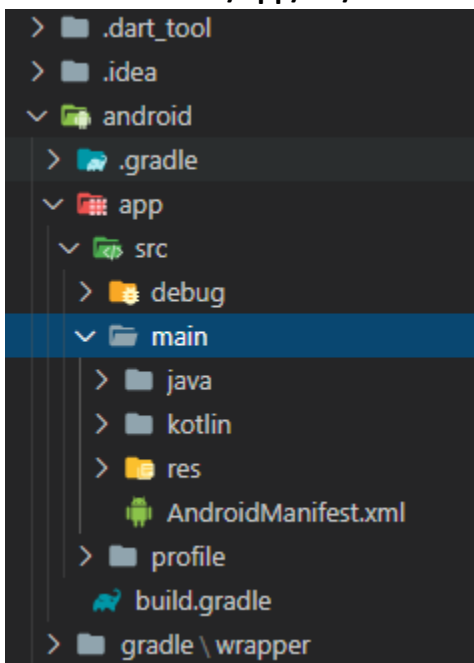 .dart_tool
.idea
android
.gradle
app
src
debug
main
java
kotlin
res
AndroidManifest.xml
profile
build.gradle
gradle \ wrapper